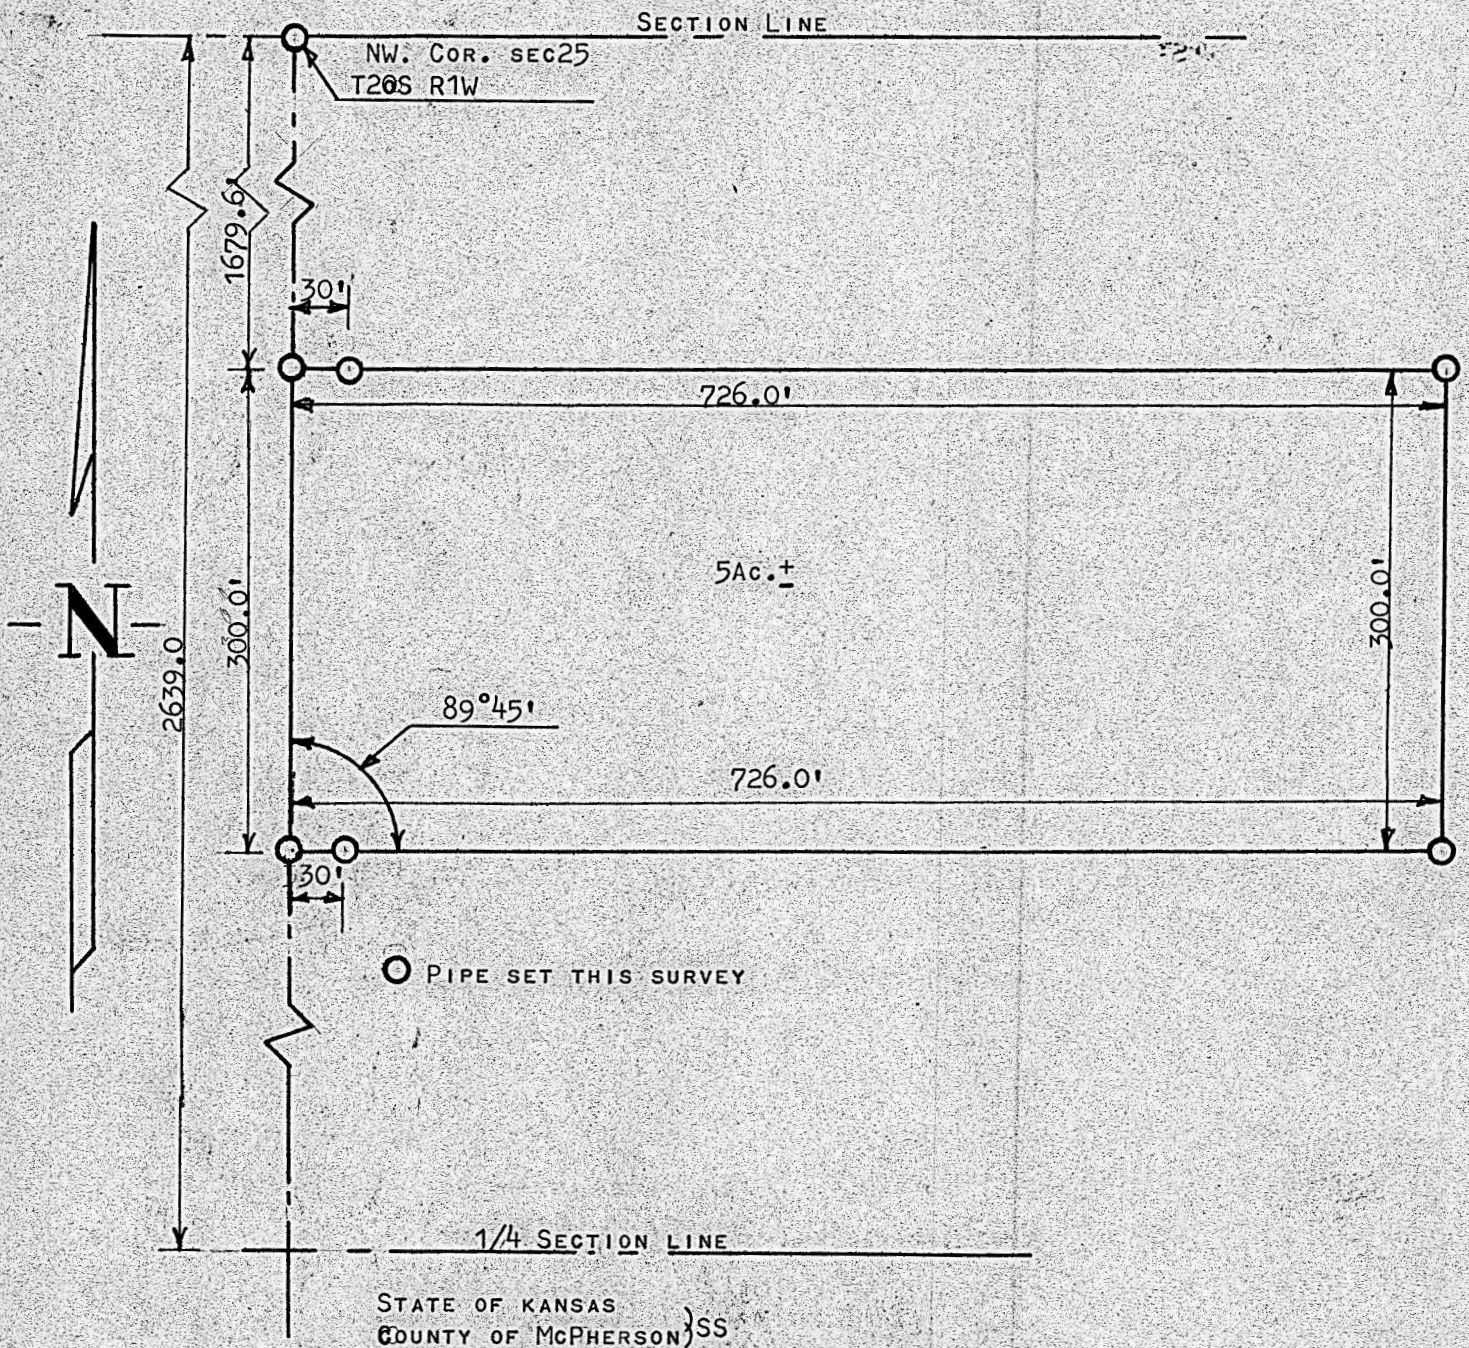 SECTION LINE
NW. COR. SEC25
T20S R1W
1679.6'
30'
726.0'
5AC.±
300.0'
300.0'
N
2639.0
89°45'
726.0'
30'
PIPE SET THIS SURVEY
1/4 SECTION LINE
STATE OF KANSAS
COUNTY OF MCPHERSON}SS